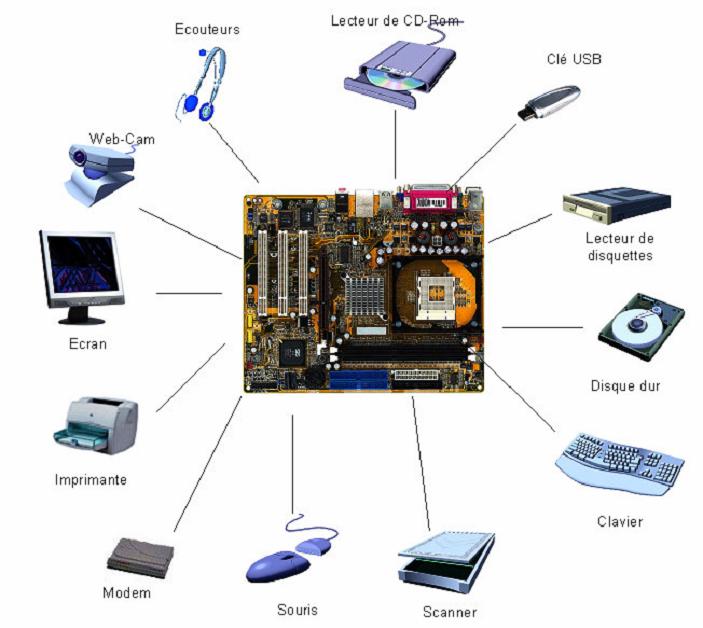 Lecteur de CD-Rom
Ecouteurs
Clé USB
Web-Cam
Lecteur de
disquettes
Ecran
Disque dur
Imprimante
Clavier
Modem
Souris
Scanner